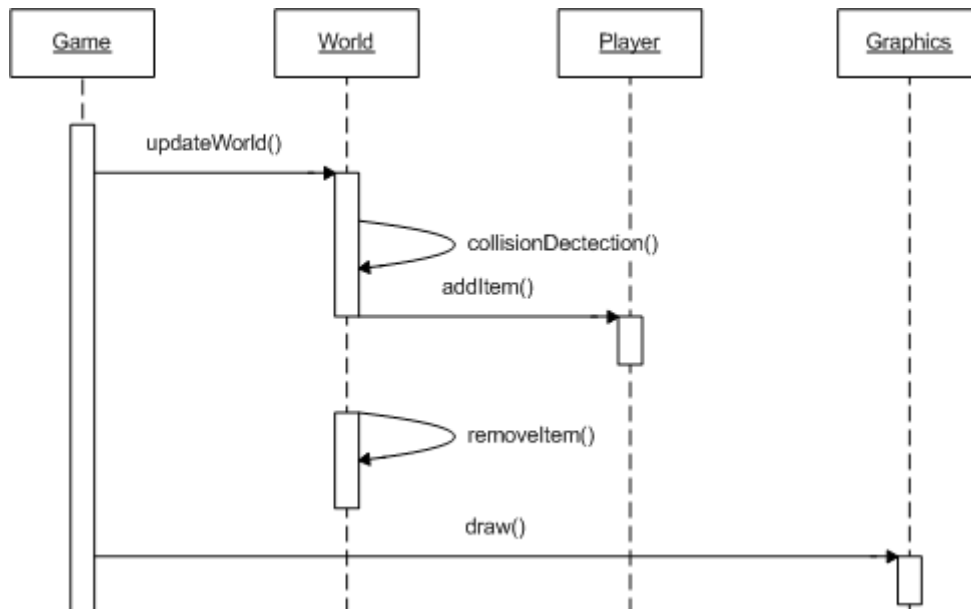 Game
World
Player
Graphics
updateWorld()
collisionDectection()
addItem()
removeItem()
draw()